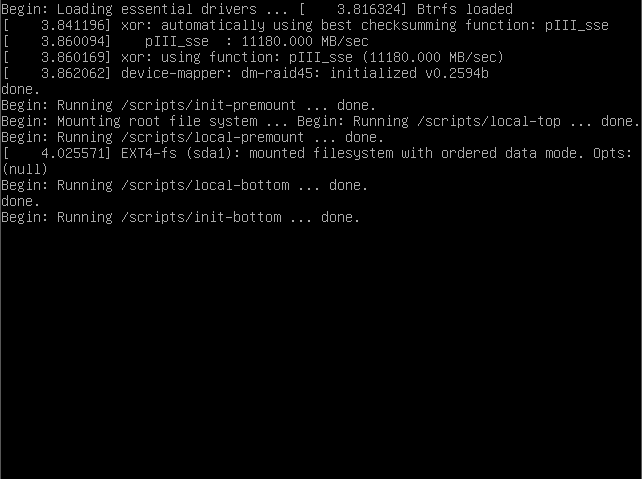 Begin: Loading essential drivers ... [    3.816324] Btrfs loaded
[    3.841196] xor: automatically using best checksumming function: pIII_sse
[    3.860094]    pIII_sse  : 11180.000 MB/sec
[    3.860169] xor: using function: pIII_sse (11180.000 MB/sec)
[    3.862062] device-mapper: dm-raid45: initialized v0.2594b
done.
Begin: Running /scripts/init-premount ... done.
Begin: Mounting root file system ... Begin: Running /scripts/local-top ... done.
Begin: Running /scripts/local-premount ... done.
[    4.025571] EXT4-fs (sda1): mounted filesystem with ordered data mode. Opts:
(null)
Begin: Running /scripts/local-bottom ... done.
done.
Begin: Running /scripts/init-bottom ... done.